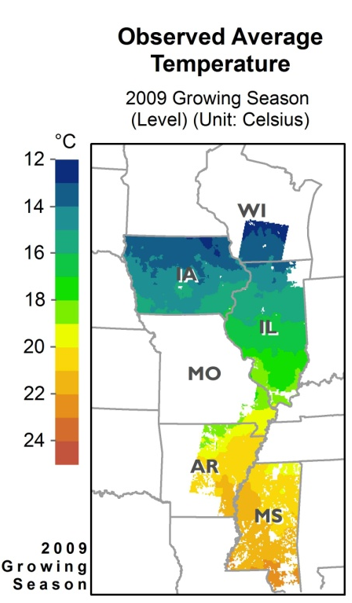 Observed Average
Temperature
2009 Growing Season
(Level) (Unit: Celsius)
°C
12
14
16
18
20
22
24
WI
IA
IL
MO
AR
MS
2009
Growing
Season